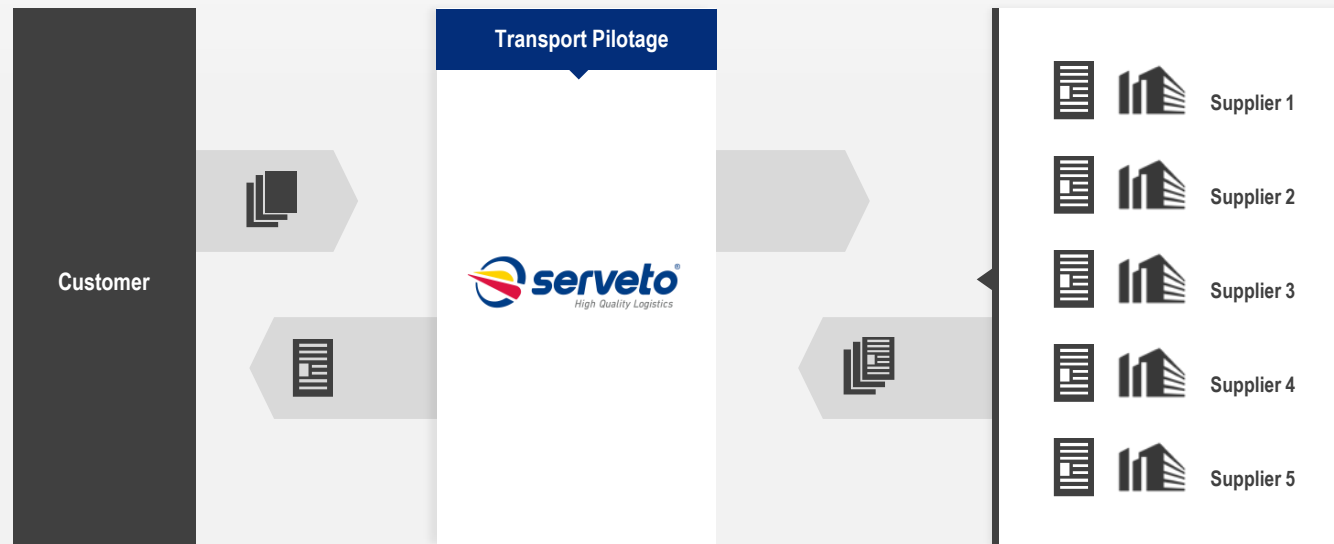 Transport Pilotage
Customer
serveto®
High Quality Logistics
Supplier 1
Supplier 2
Supplier 3
Supplier 4
Supplier 5